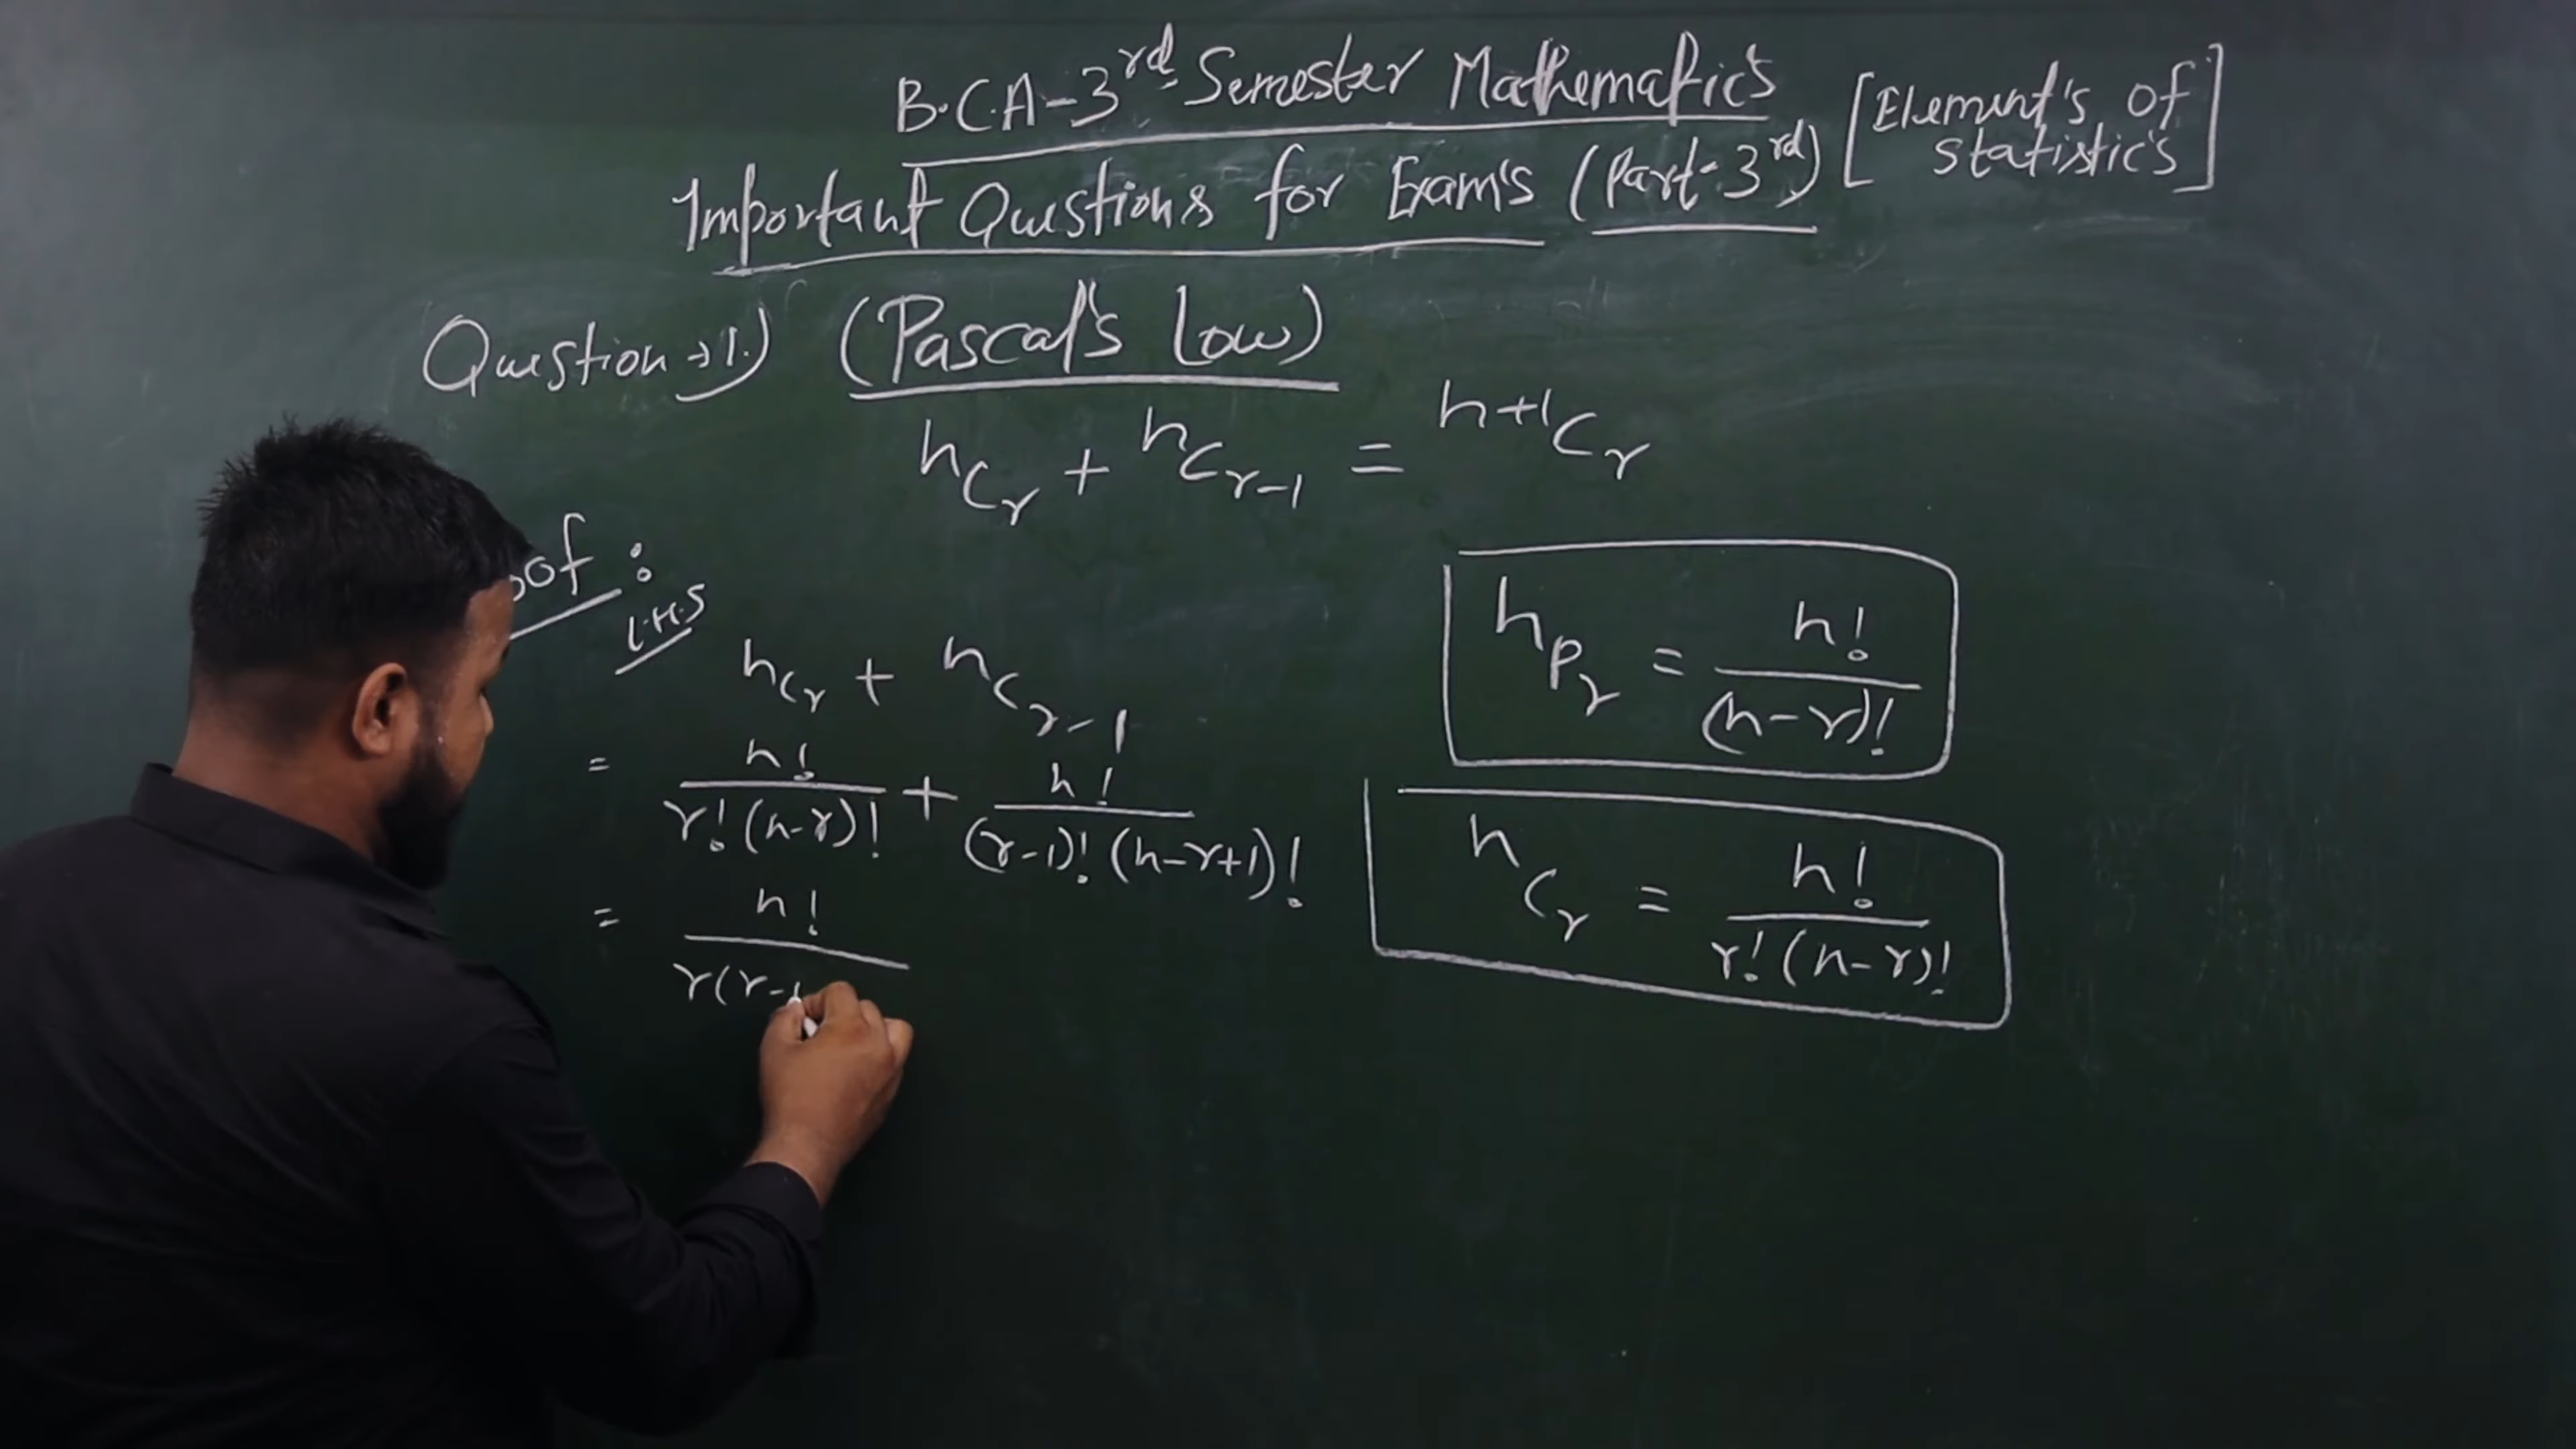 B.C.A-3rd Semester Mathematic's [Element's of statistic's]
Important Questions for Exam's (Part-3rd)
Question→1.) (Pascal's Low)
nCr + nCr-1 = n+1Cr
oof :
L.H.S
nCr + nCr-1
= n!/r!(n-r)! + n!/(r-1)!(n-r+1)!
= n!/r(r-1
nPr = n!/(n-r)!
nCr = n!/r!(n-r)!